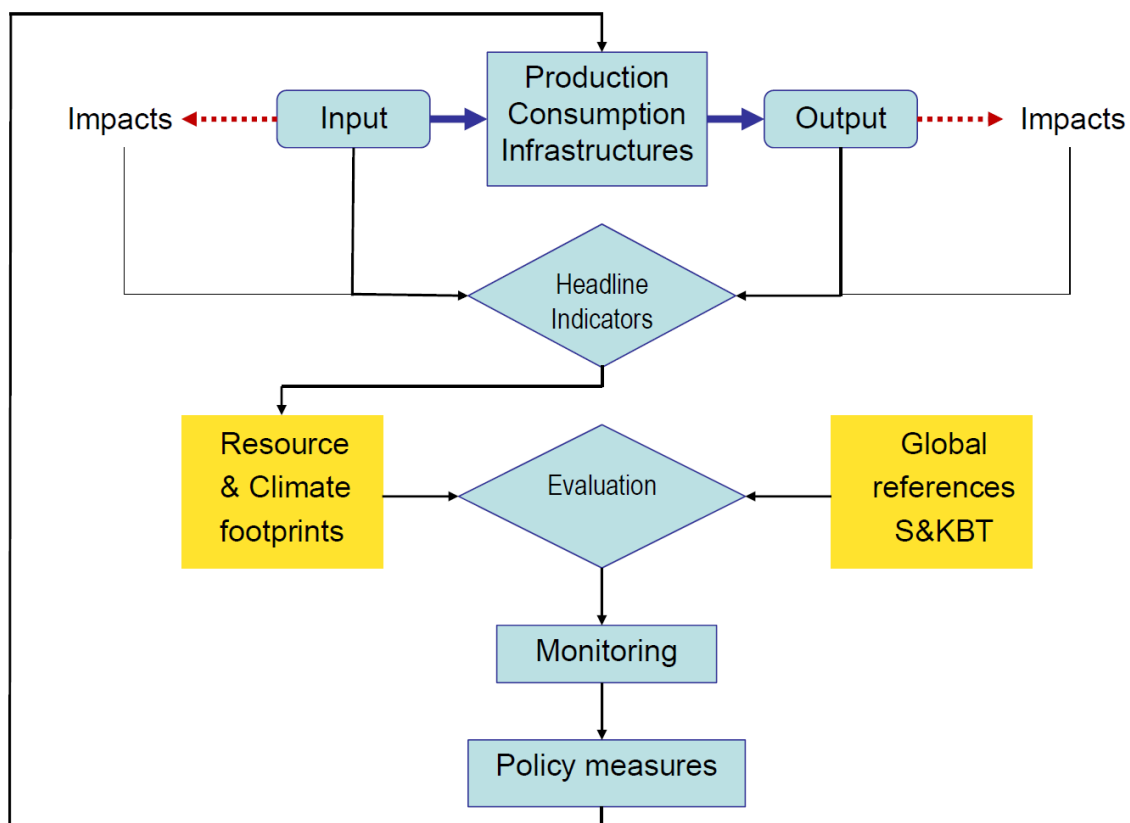 Production
Consumption
Infrastructures
Impacts
Input
Output
Impacts
Headline
Indicators
Resource
& Climate
footprints
Evaluation
Global
references
S&KBT
Monitoring
Policy measures